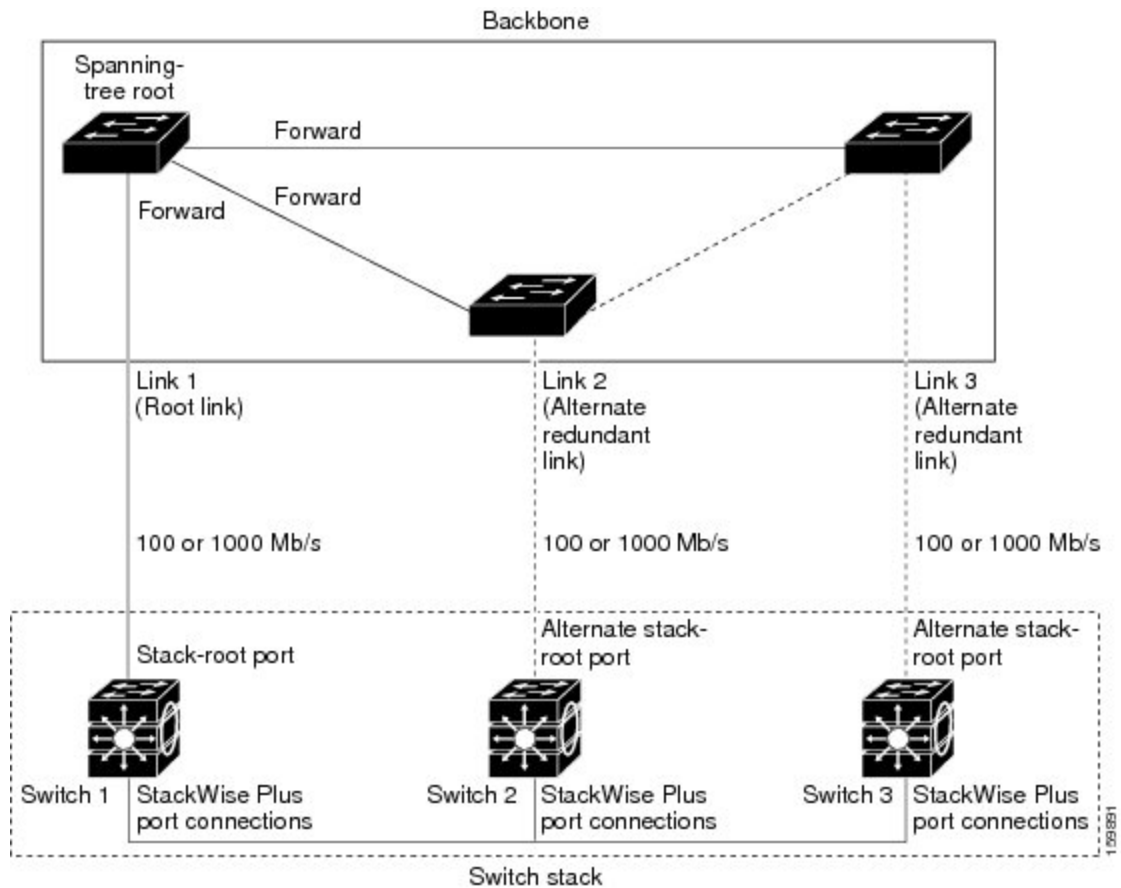 Backbone
Spanning-
tree root
Forward
Forward
Forward
Link 1
(Root link)
Link 2
(Alternate
redundant
link)
Link 3
(Alternate
redundant
link)
100 or 1000 Mb/s
100 or 1000 Mb/s
100 or 1000 Mb/s
Stack-root port
Alternate stack-
root port
Alternate stack-
root port
Switch 1
StackWise Plus
port connections
Switch 2
StackWise Plus
port connections
Switch 3
StackWise Plus
port connections
159891
Switch stack